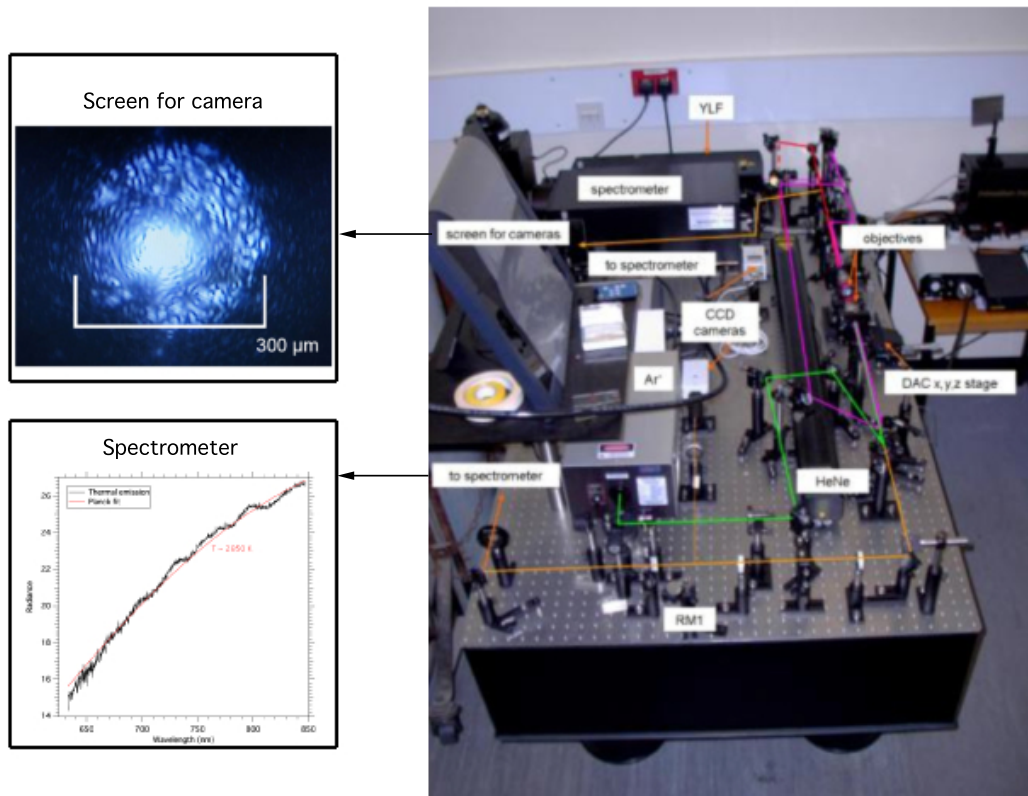 Screen for camera
300 µm
Spectrometer
Thermal emission
Planck fit
T = 2850 K
26
24
22
20
18
16
14
Radiance
650
700
750
800
850
Wavelength (nm)
YLF
spectrometer
screen for cameras
objectives
to spectrometer
CCD
cameras
Ar⁺
DAC x,y,z stage
to spectrometer
HeNe
RM1